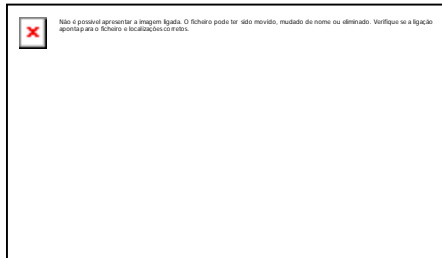 Não é possível apresentar a imagem ligada. O ficheiro pode ter sido movido, mudado de nome ou eliminado. Verifique se a ligação
aponta para o ficheiro e localizações corretos.